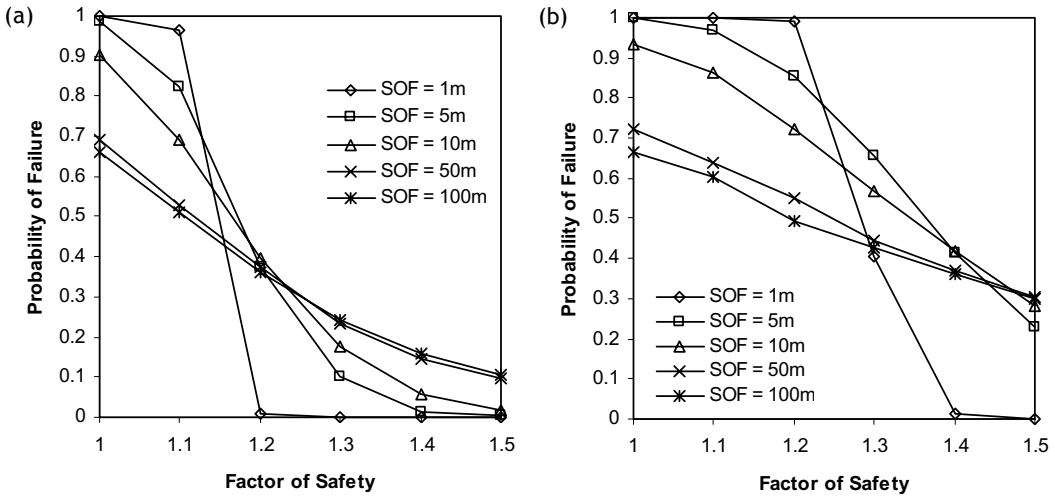 (a)
Probability of Failure
1
0.9
0.8
0.7
0.6
0.5
0.4
0.3
0.2
0.1
0
SOF = 1m
SOF = 5m
SOF = 10m
SOF = 50m
SOF = 100m
1 1.1 1.2 1.3 1.4 1.5
Factor of Safety
(b)
Probability of Failure
1
0.9
0.8
0.7
0.6
0.5
0.4
0.3
0.2
0.1
0
SOF = 1m
SOF = 5m
SOF = 10m
SOF = 50m
SOF = 100m
1 1.1 1.2 1.3 1.4 1.5
Factor of Safety